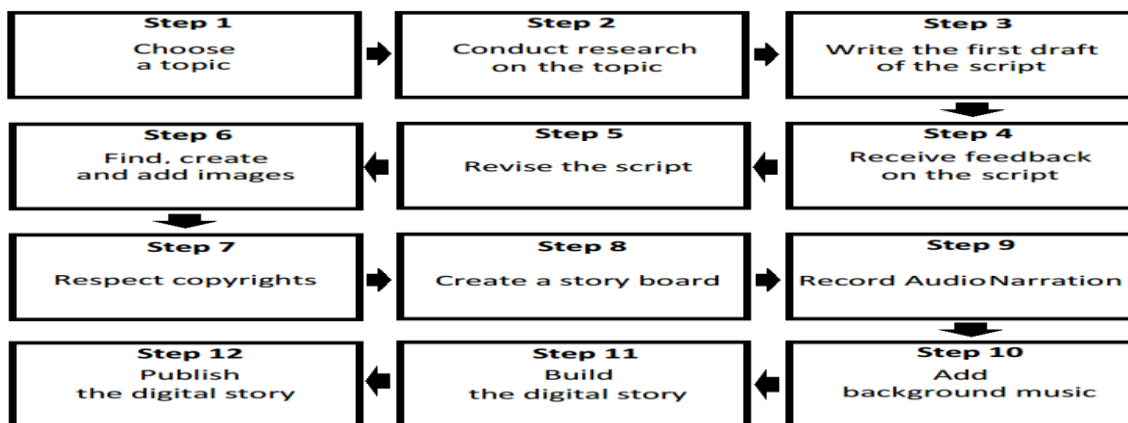 Step 1
Choose
a topic
Step 2
Conduct research
on the topic
Step 3
Write the first draft
of the script
Step 4
Receive feedback
on the script
Step 5
Revise the script
Step 6
Find, create
and add images
Step 7
Respect copyrights
Step 8
Create a story board
Step 9
Record Audio Narration
Step 10
Add
background music
Step 11
Build
the digital story
Step 12
Publish
the digital story